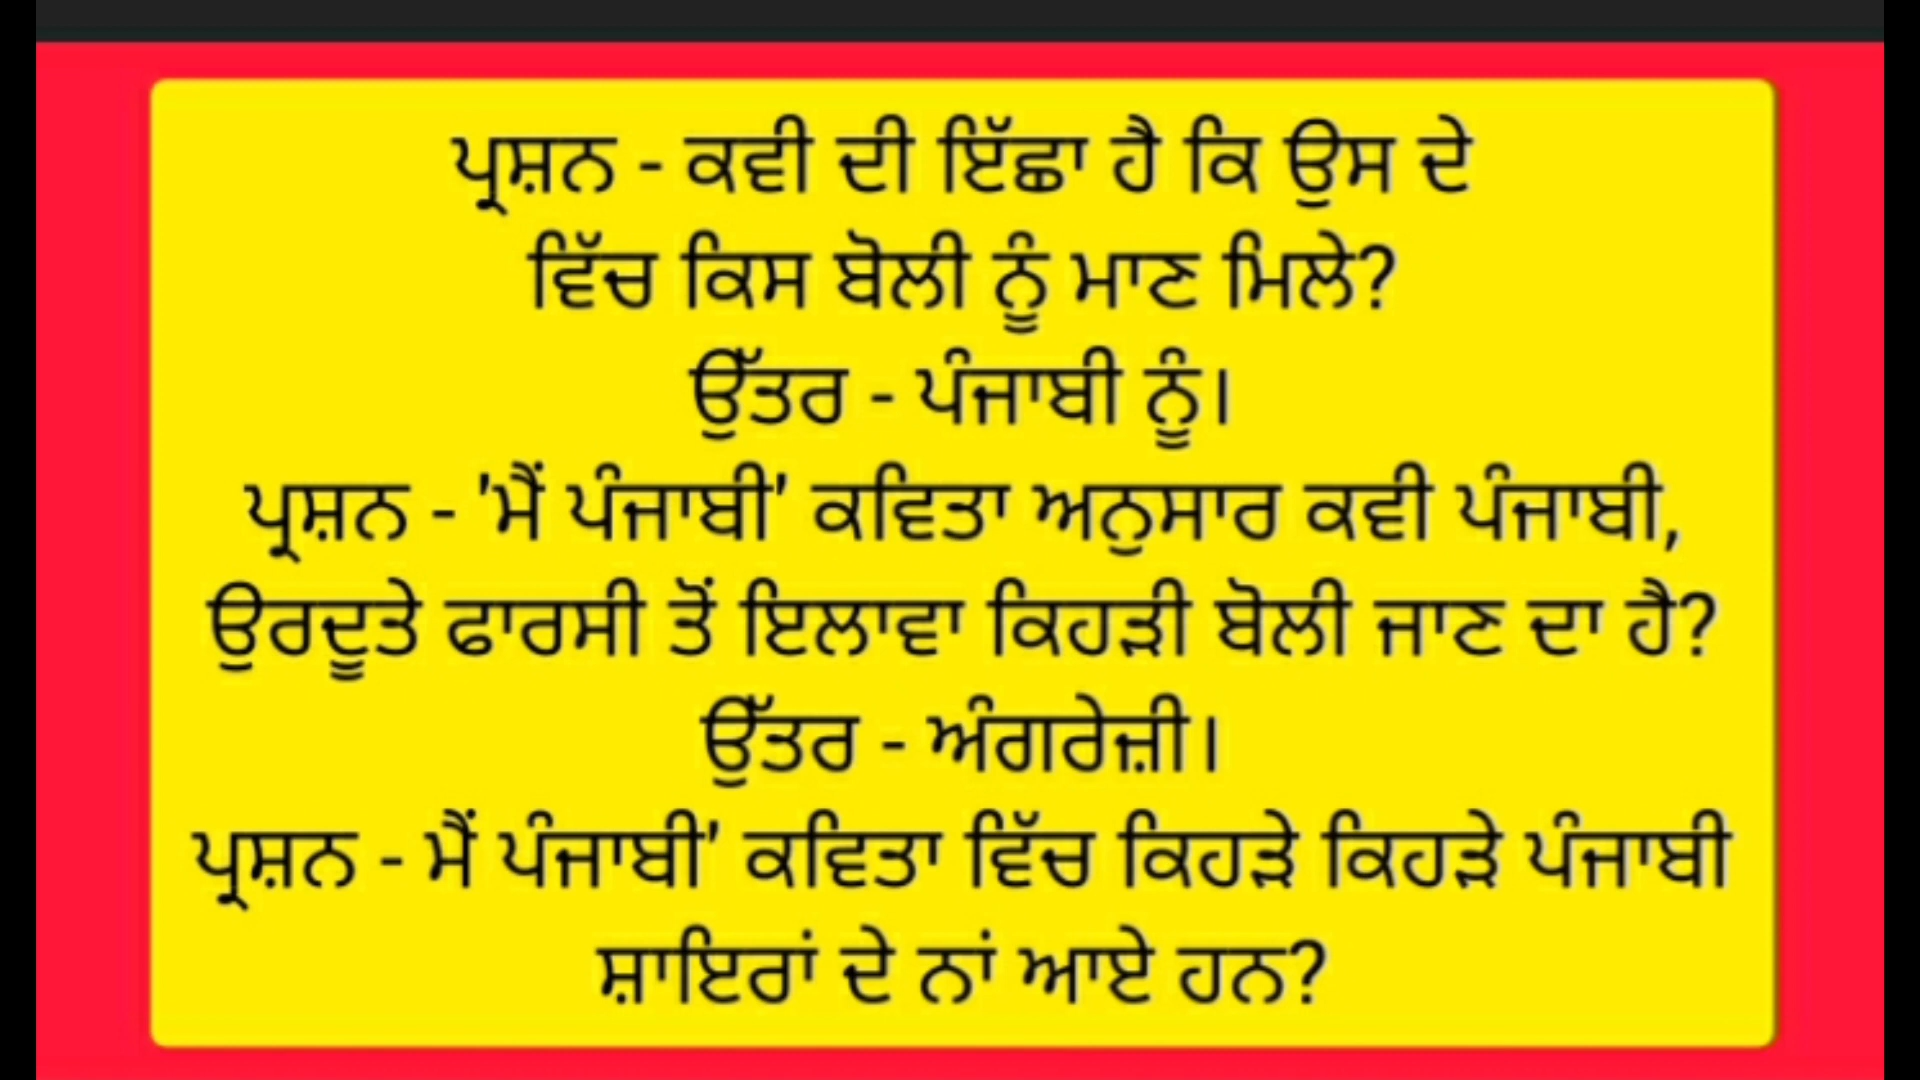 ਪ੍ਰਸ਼ਨ - ਕਵੀ ਦੀ ਇੱਛਾ ਹੈ ਕਿ ਉਸ ਦੇ
ਵਿੱਚ ਕਿਸ ਬੋਲੀ ਨੂੰ ਮਾਣ ਮਿਲੇ?
ਉੱਤਰ - ਪੰਜਾਬੀ ਨੂੰ।
ਪ੍ਰਸ਼ਨ - 'ਮੈਂ ਪੰਜਾਬੀ' ਕਵਿਤਾ ਅਨੁਸਾਰ ਕਵੀ ਪੰਜਾਬੀ,
ਉਰਦੂਤੇ ਫਾਰਸੀ ਤੋਂ ਇਲਾਵਾ ਕਿਹੜੀ ਬੋਲੀ ਜਾਣ ਦਾ ਹੈ?
ਉੱਤਰ - ਅੰਗਰੇਜ਼ੀ।
ਪ੍ਰਸ਼ਨ - ਮੈਂ ਪੰਜਾਬੀ' ਕਵਿਤਾ ਵਿੱਚ ਕਿਹੜੇ ਕਿਹੜੇ ਪੰਜਾਬੀ
ਸ਼ਾਇਰਾਂ ਦੇ ਨਾਂ ਆਏ ਹਨ?